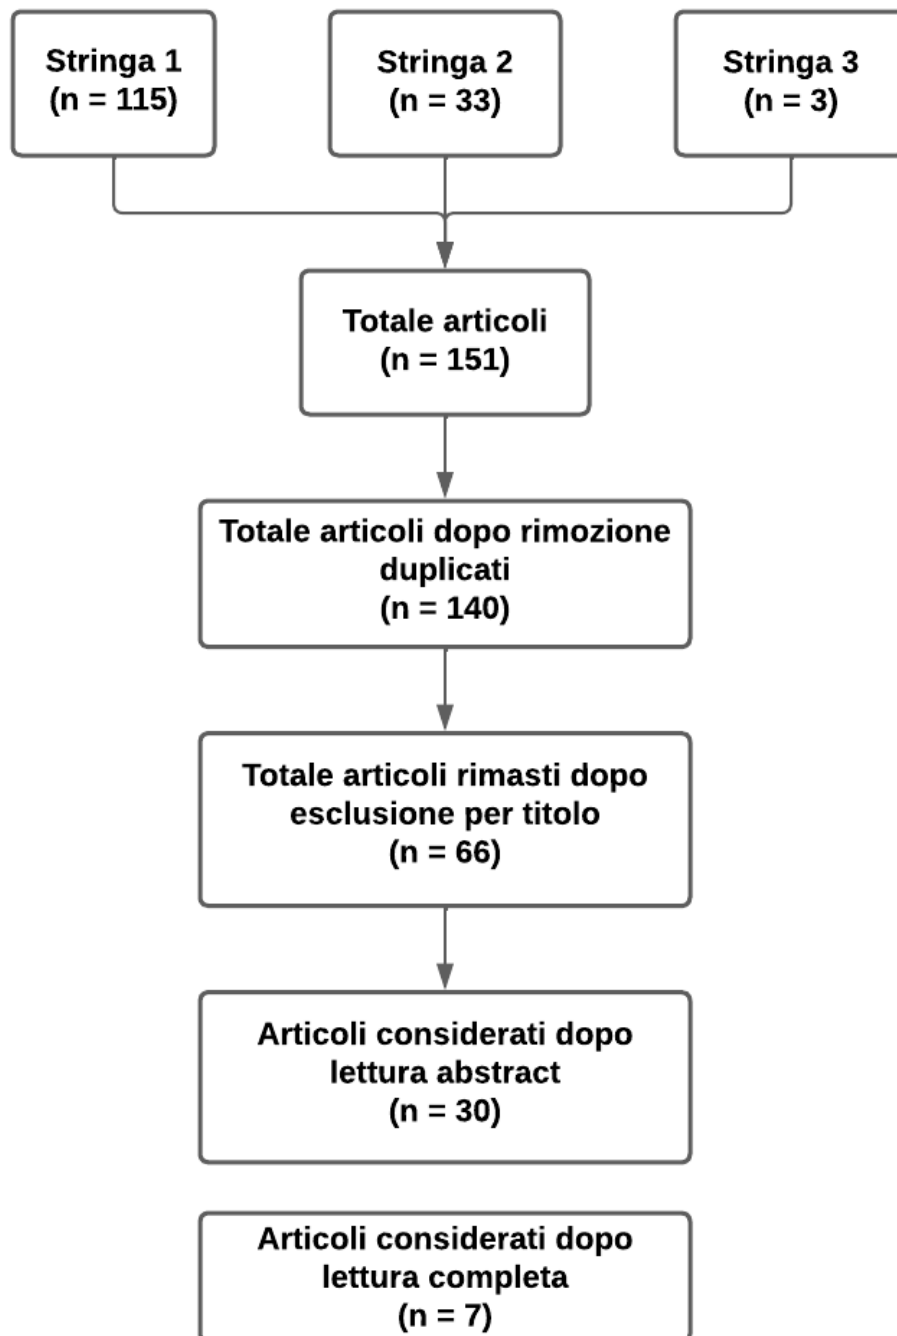 Stringa 1
(n = 115)
Stringa 2
(n = 33)
Stringa 3
(n = 3)
Totale articoli
(n = 151)
Totale articoli dopo rimozione
duplicati
(n = 140)
Totale articoli rimasti dopo
esclusione per titolo
(n = 66)
Articoli considerati dopo
lettura abstract
(n = 30)
Articoli considerati dopo
lettura completa
(n = 7)